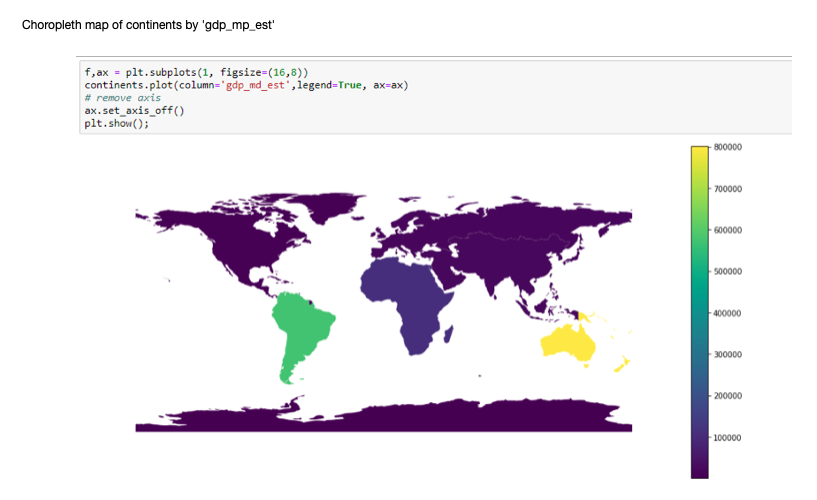 Choropleth map of continents by 'gdp_mp_est'
f,ax = plt.subplots(1, figsize=(16,8))
continents.plot(column='gdp_md_est',legend=True, ax=ax)
# remove axis
ax.set_axis_off()
plt.show();
800000
700000
600000
500000
400000
300000
200000
100000